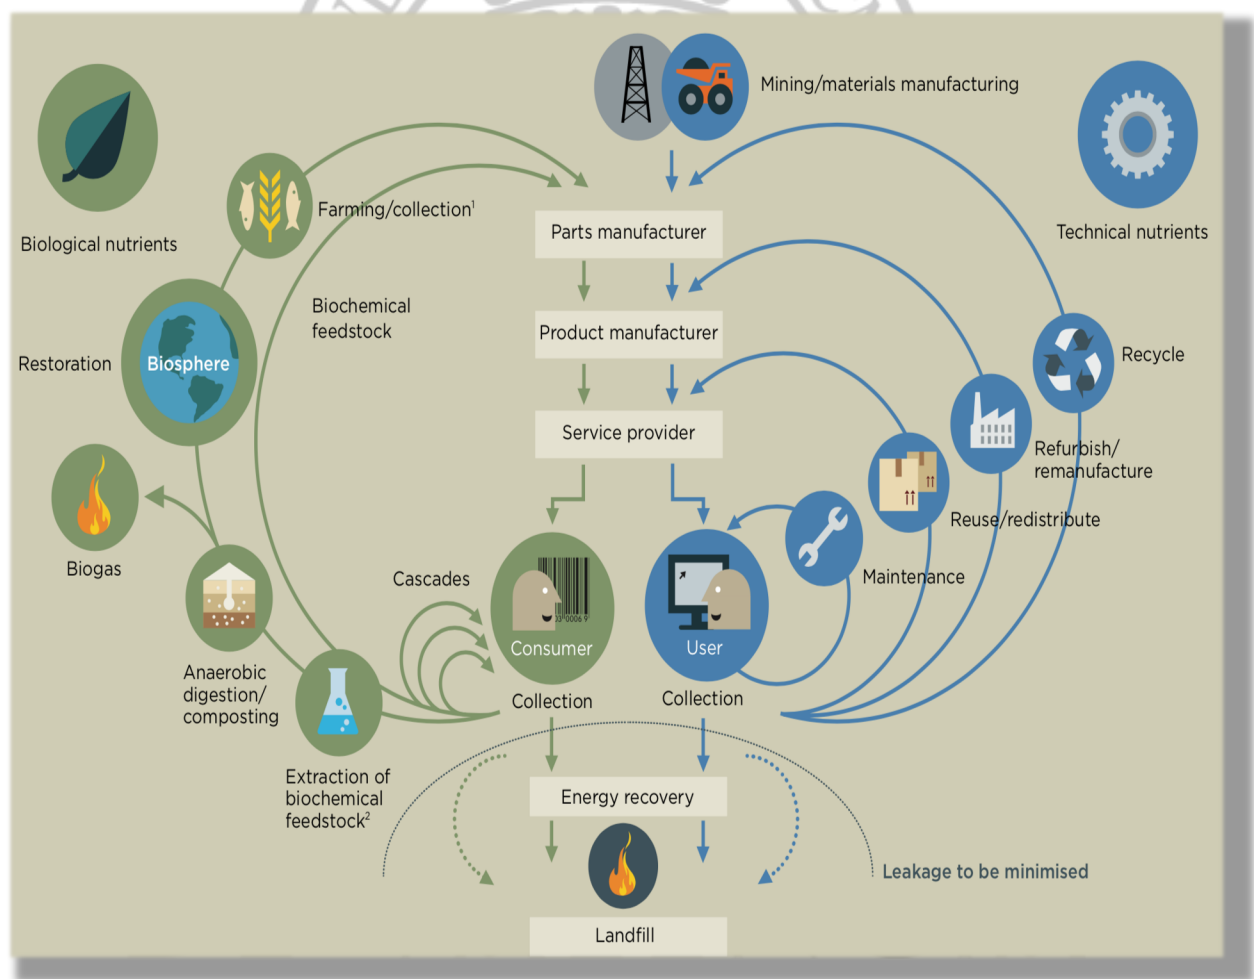 Mining/materials manufacturing
Biological nutrients
Technical nutrients
Farming/collection¹
Parts manufacturer
Biochemical
feedstock
Product manufacturer
Restoration
Biosphere
Recycle
Service provider
Refurbish/
remanufacture
Reuse/redistribute
Biogas
Cascades
Maintenance
Consumer
User
Anaerobic
digestion/
composting
Collection
Collection
Extraction of
biochemical
feedstock²
Energy recovery
Leakage to be minimised
Landfill